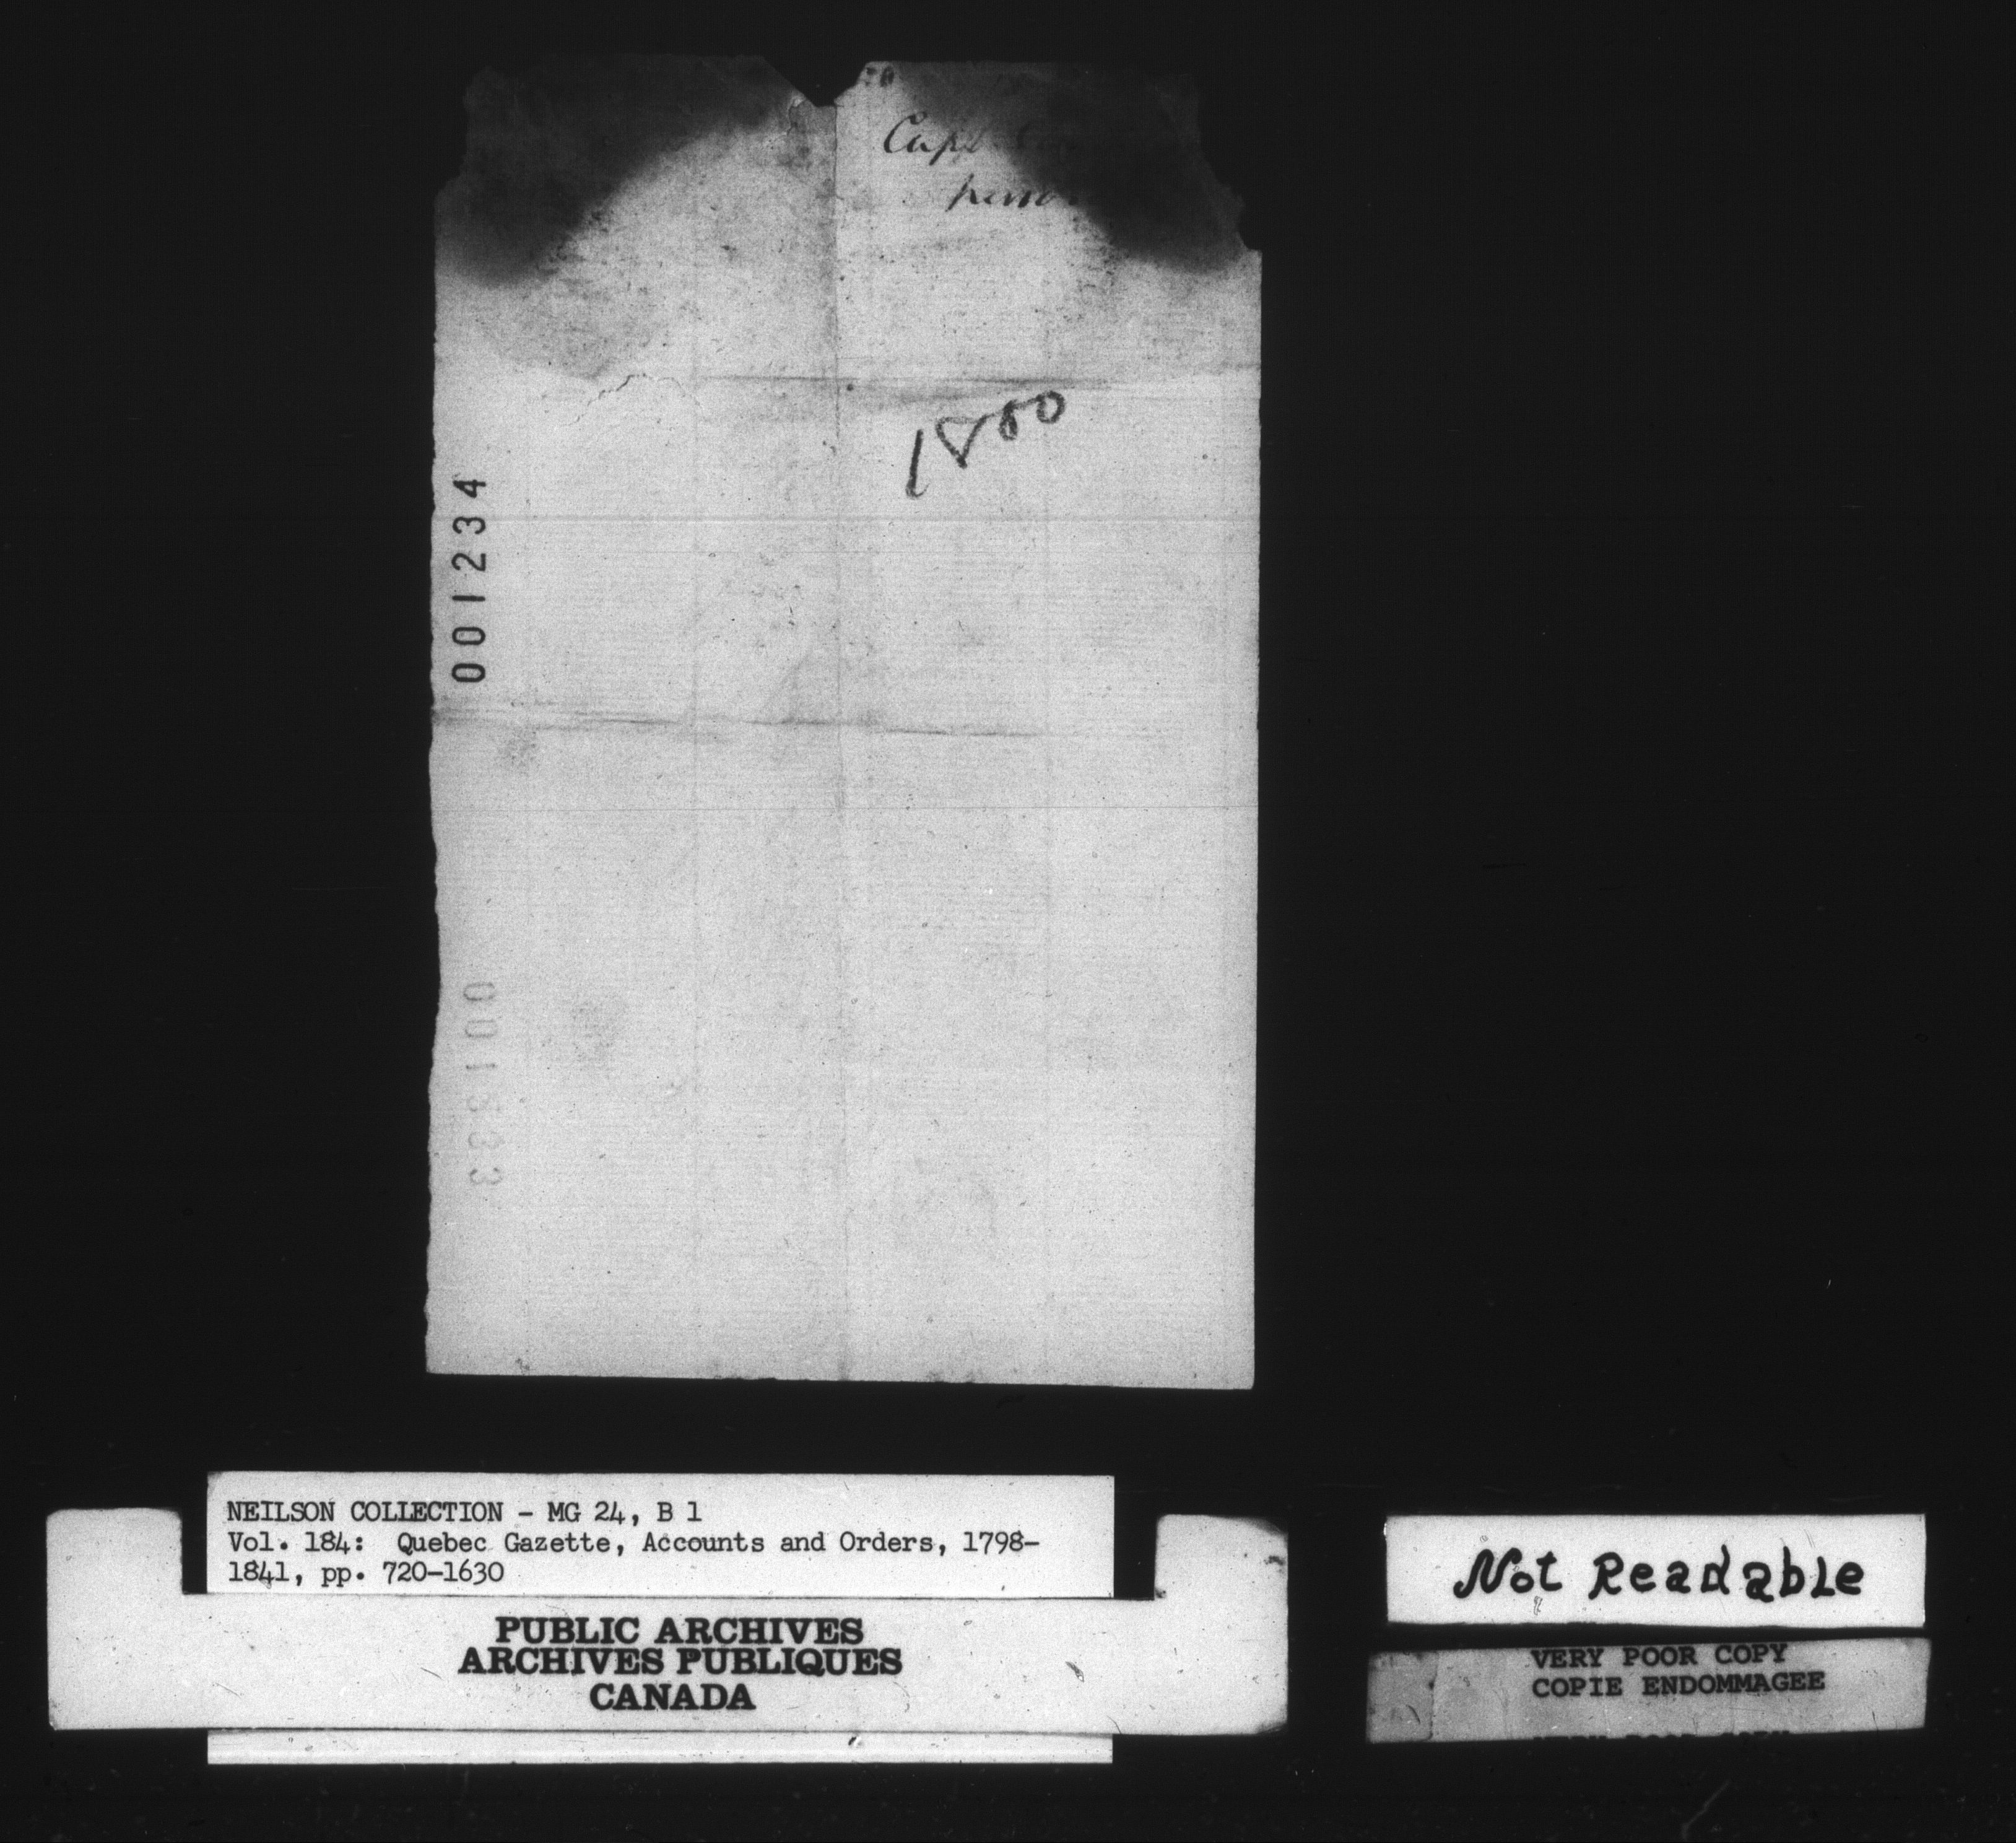 Capt
1800
001234
001233
NEILSON COLLECTION - MG 24, B 1
Vol. 184: Quebec Gazette, Accounts and Orders, 1798-
1841, pp. 720-1630
PUBLIC ARCHIVES
ARCHIVES PUBLIQUES
CANADA
Not Readable
VERY POOR COPY
COPIE ENDOMMAGEE